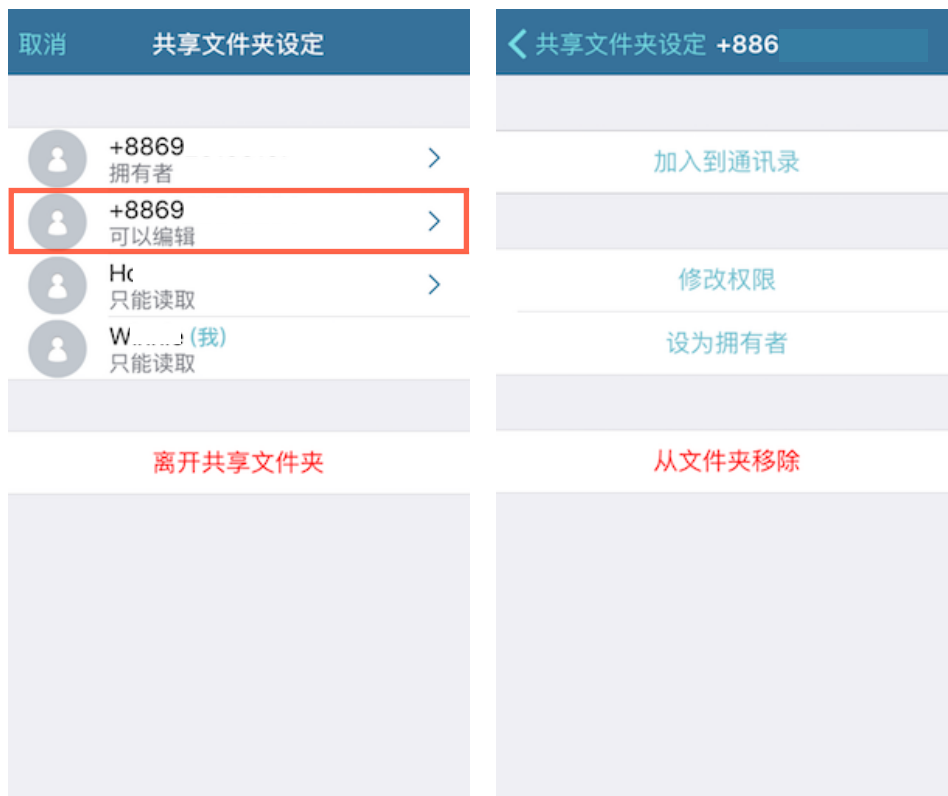 取消 共享文件夹设定
+8869
拥有者
+8869
可以编辑
只能读取
(我)
只能读取
离开共享文件夹
共享文件夹设定 +886
加入到通讯录
修改权限
设为拥有者
从文件夹移除